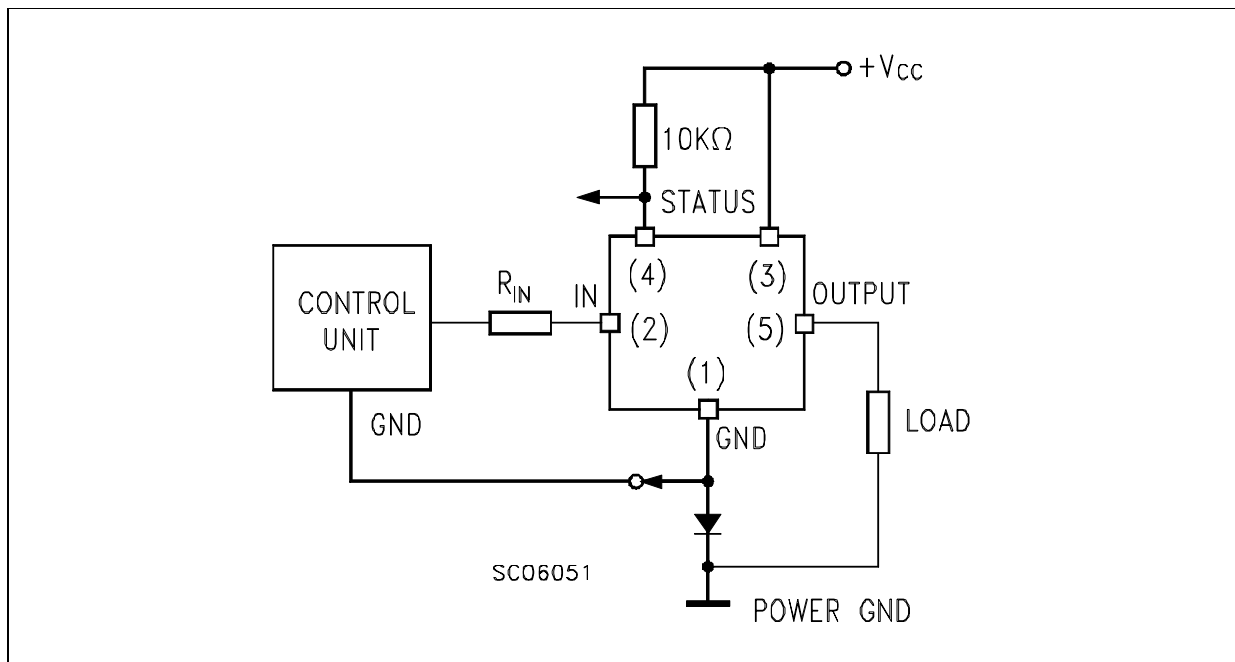 +VCC
10KΩ
STATUS
(4)
(3)
RIN
IN
OUTPUT
CONTROL
UNIT
(2)
(5)
(1)
GND
GND
LOAD
SC06051
POWER GND